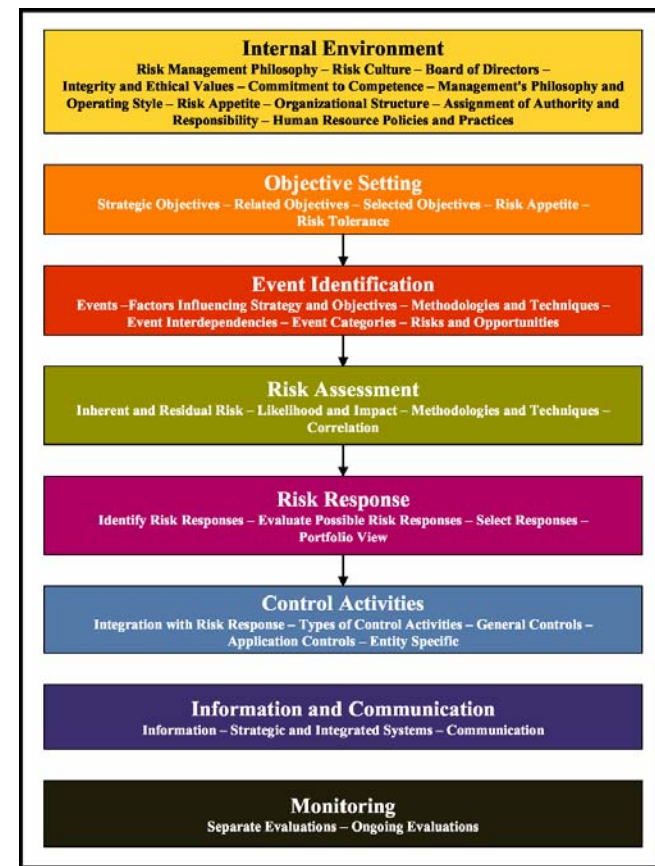 Internal Environment
Risk Management Philosophy – Risk Culture – Board of Directors –
Integrity and Ethical Values – Commitment to Competence – Management's Philosophy and
Operating Style – Risk Appetite – Organizational Structure – Assignment of Authority and
Responsibility – Human Resource Policies and Practices
Objective Setting
Strategic Objectives – Related Objectives – Selected Objectives – Risk Appetite –
Risk Tolerance
Event Identification
Events –Factors Influencing Strategy and Objectives – Methodologies and Techniques –
Event Interdependencies – Event Categories – Risks and Opportunities
Risk Assessment
Inherent and Residual Risk – Likelihood and Impact – Methodologies and Techniques –
Correlation
Risk Response
Identify Risk Responses – Evaluate Possible Risk Responses – Select Responses –
Portfolio View
Control Activities
Integration with Risk Response – Types of Control Activities – General Controls –
Application Controls – Entity Specific
Information and Communication
Information – Strategic and Integrated Systems – Communication
Monitoring
Separate Evaluations – Ongoing Evaluations